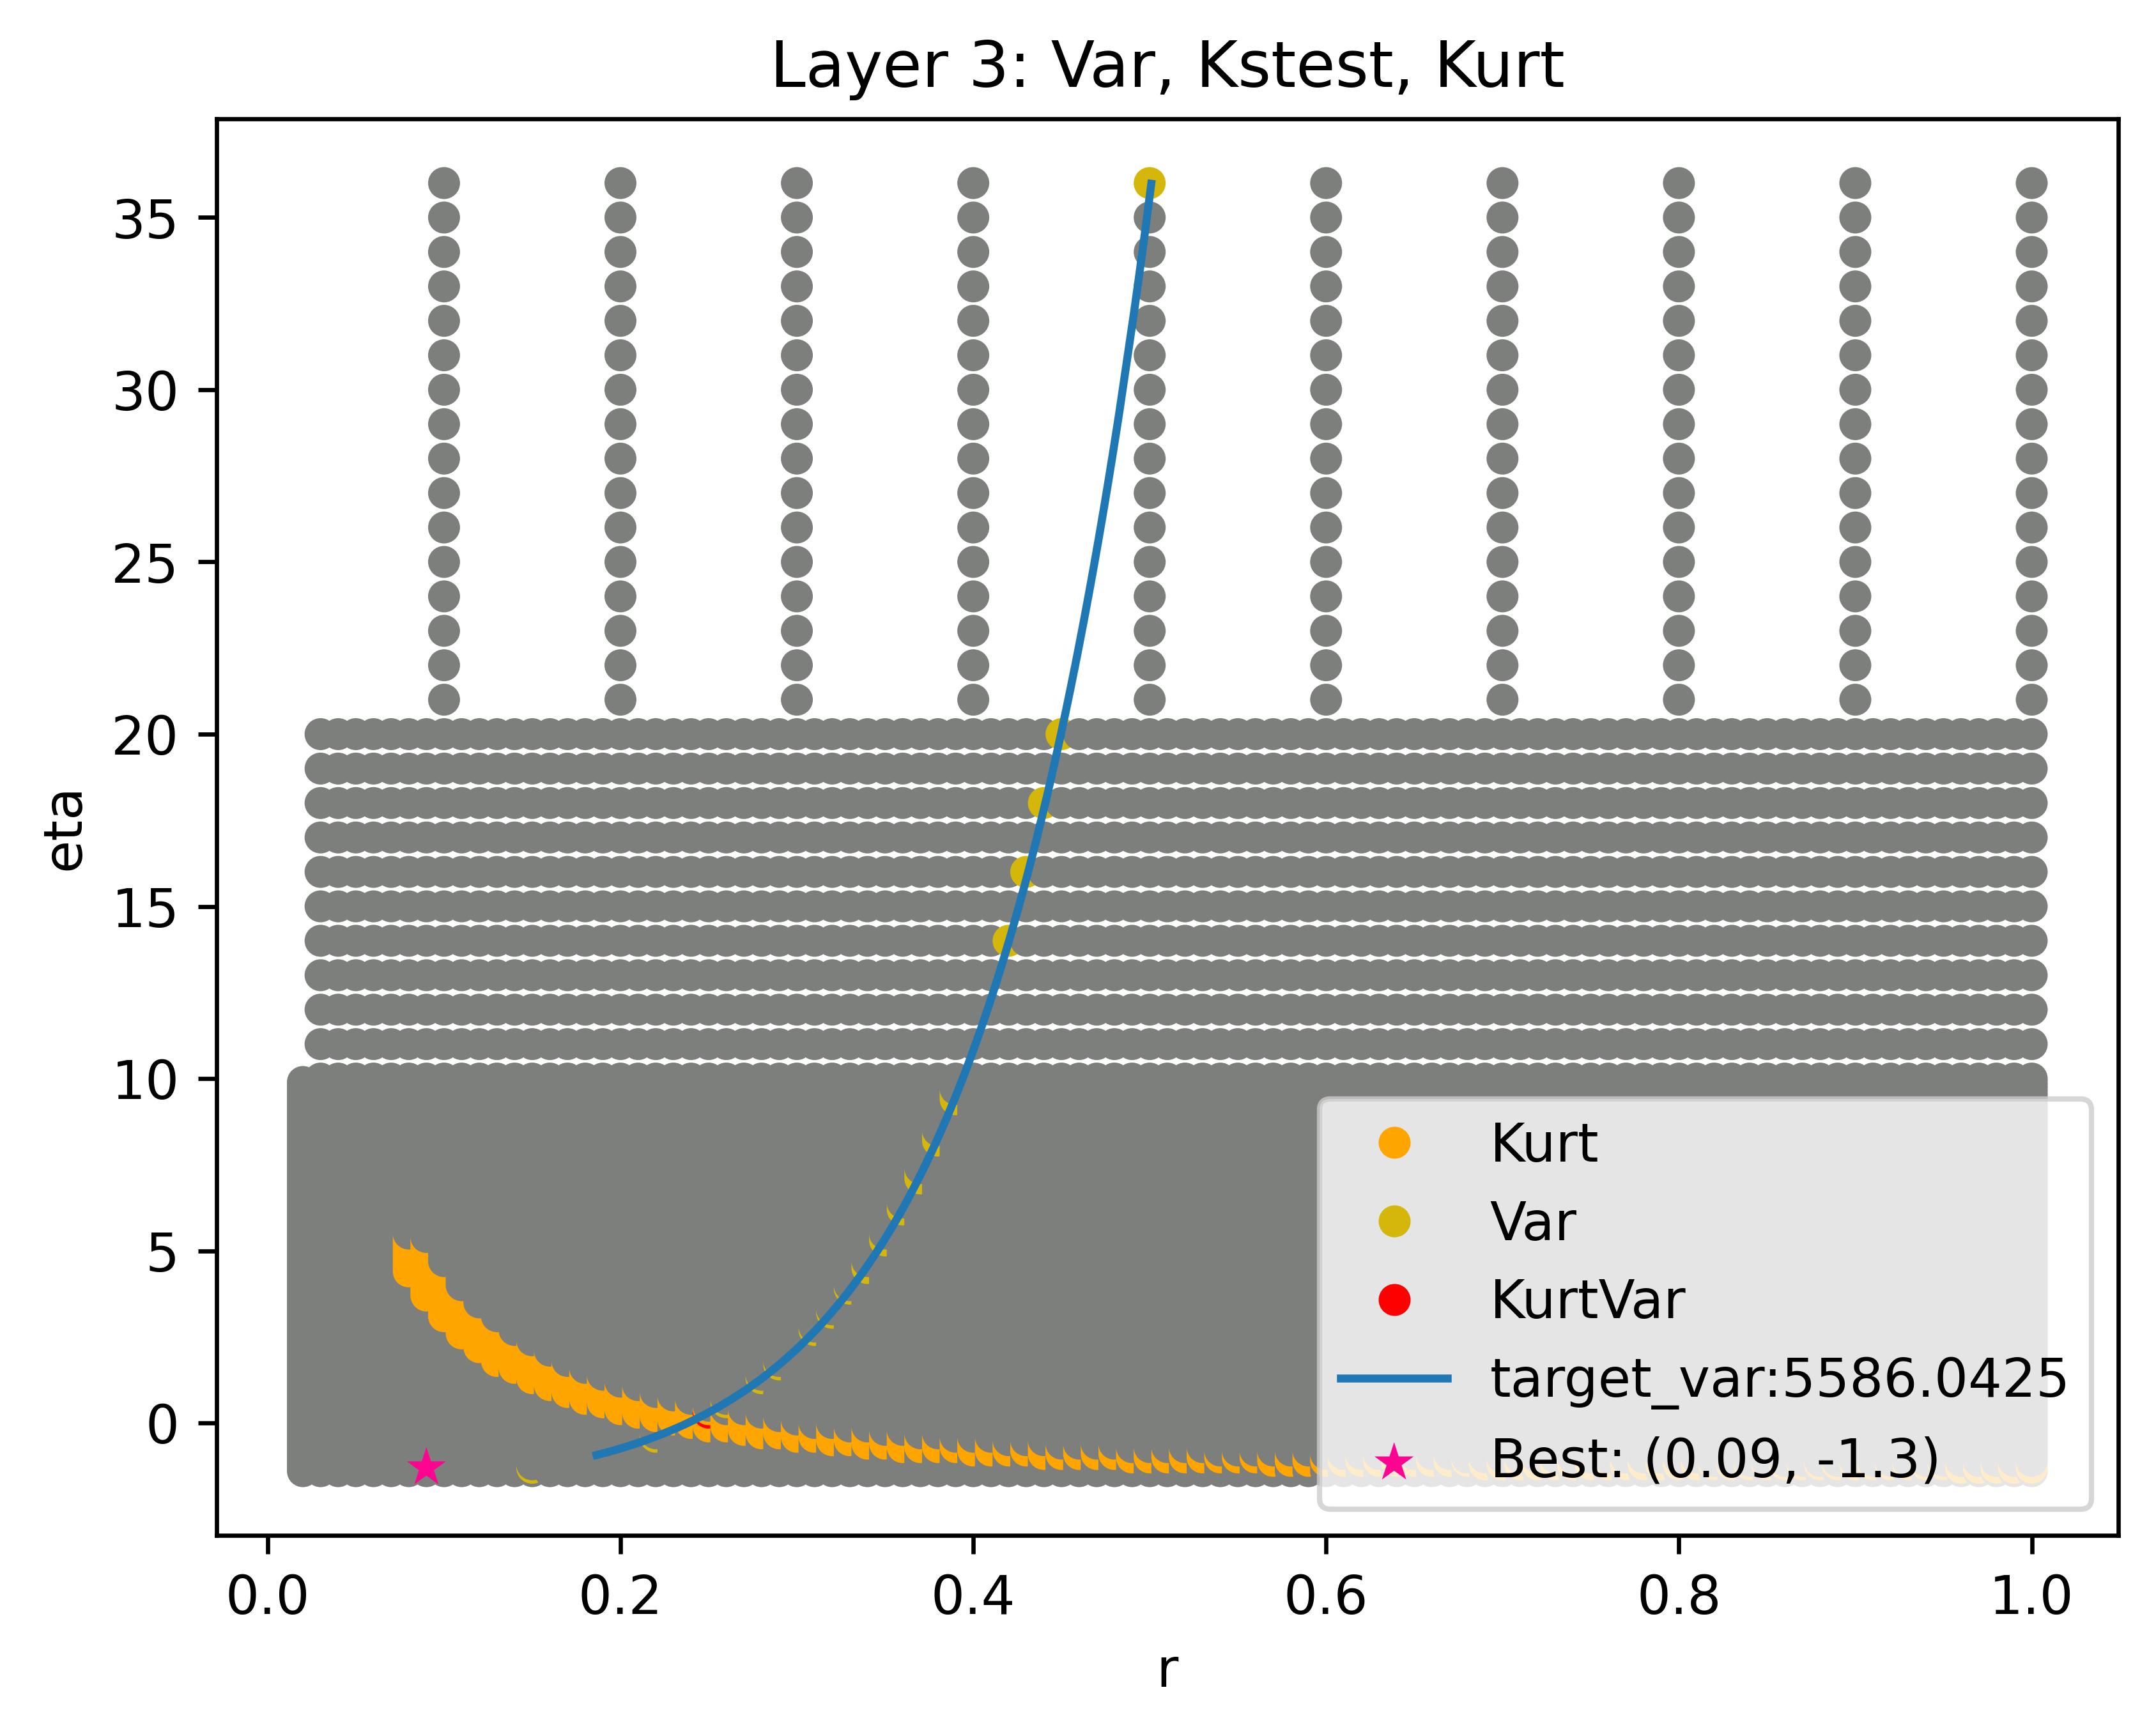 Layer 3: Var, Kstest, Kurt
eta
35
30
25
20
15
10
5
0
Kurt
Var
KurtVar
target_var:5586.0425
Best: (0.09, -1.3)
0.0 0.2 0.4 0.6 0.8 1.0
r